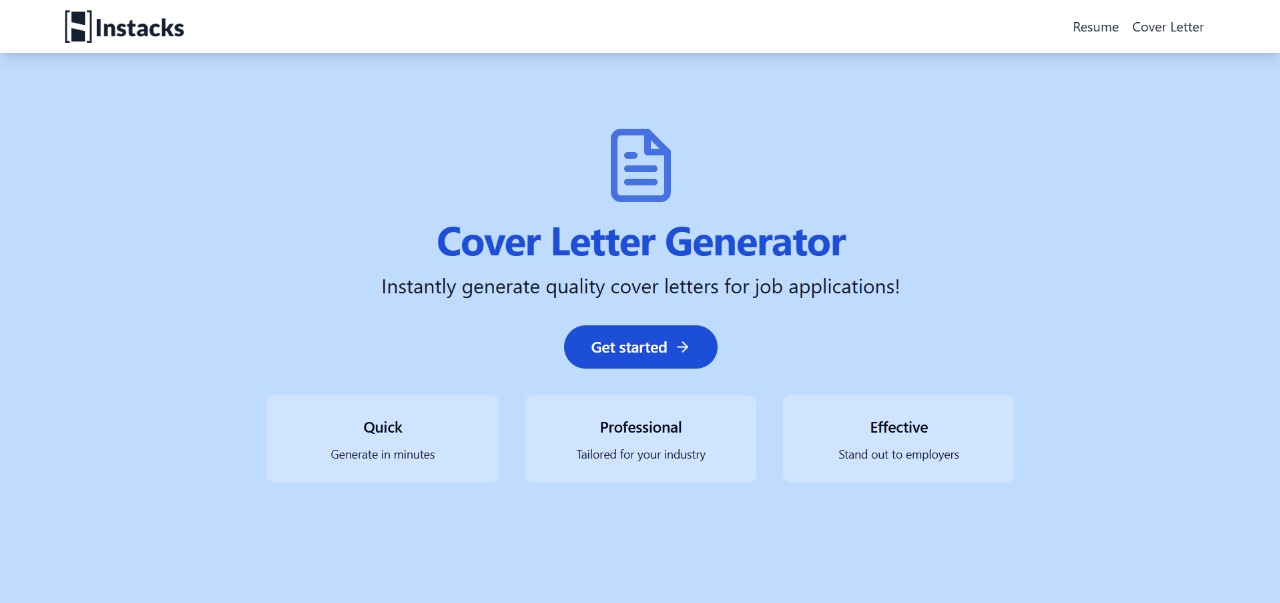 Instacks
Resume Cover Letter
Cover Letter Generator
Instantly generate quality cover letters for job applications!
Get started →
Quick
Generate in minutes
Professional
Tailored for your industry
Effective
Stand out to employers